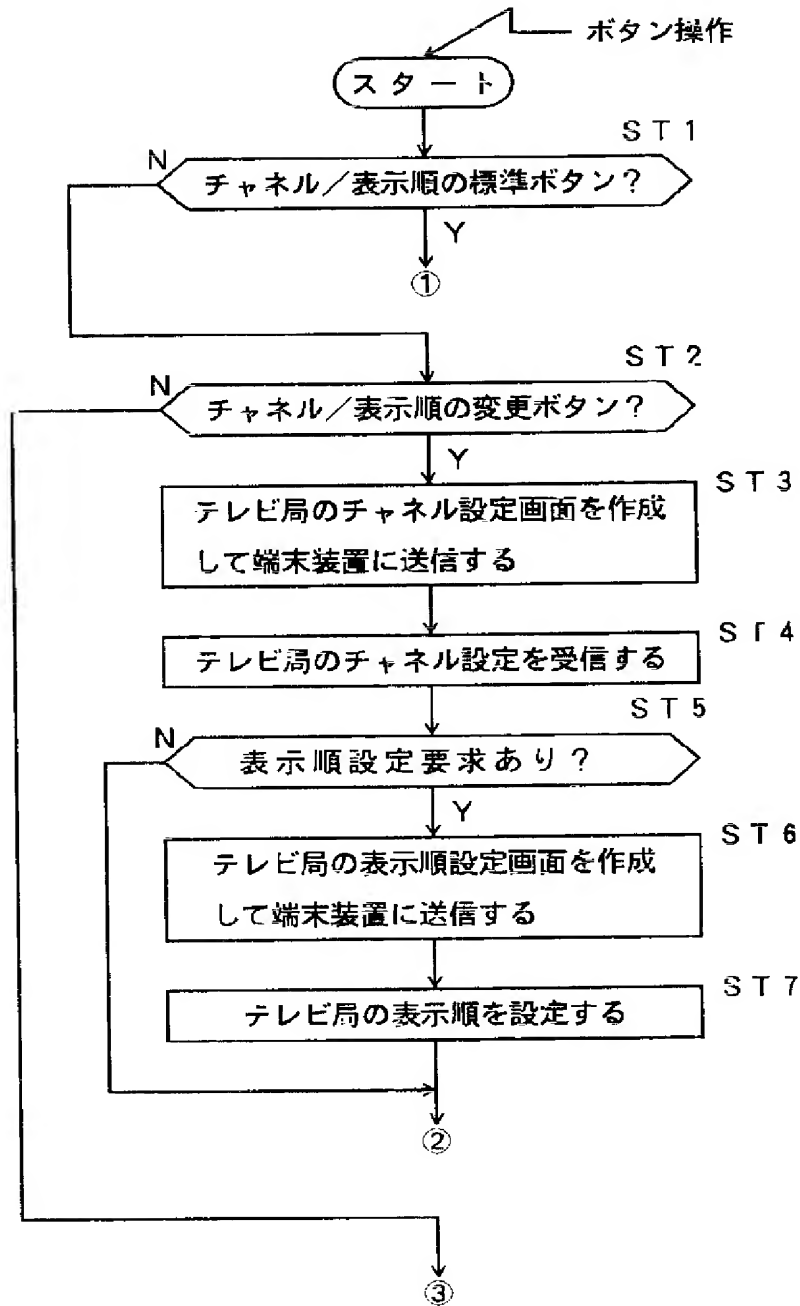 ボタン操作
スタート
ST1
N
チャネル/表示順の標準ボタン?
Y
①
ST2
N
チャネル/表示順の変更ボタン?
Y
ST3
テレビ局のチャネル設定画面を作成
して端末装置に送信する
ST4
テレビ局のチャネル設定を受信する
ST5
N
表示順設定要求あり?
Y
ST6
テレビ局の表示順設定画面を作成
して端末装置に送信する
ST7
テレビ局の表示順を設定する
②
③